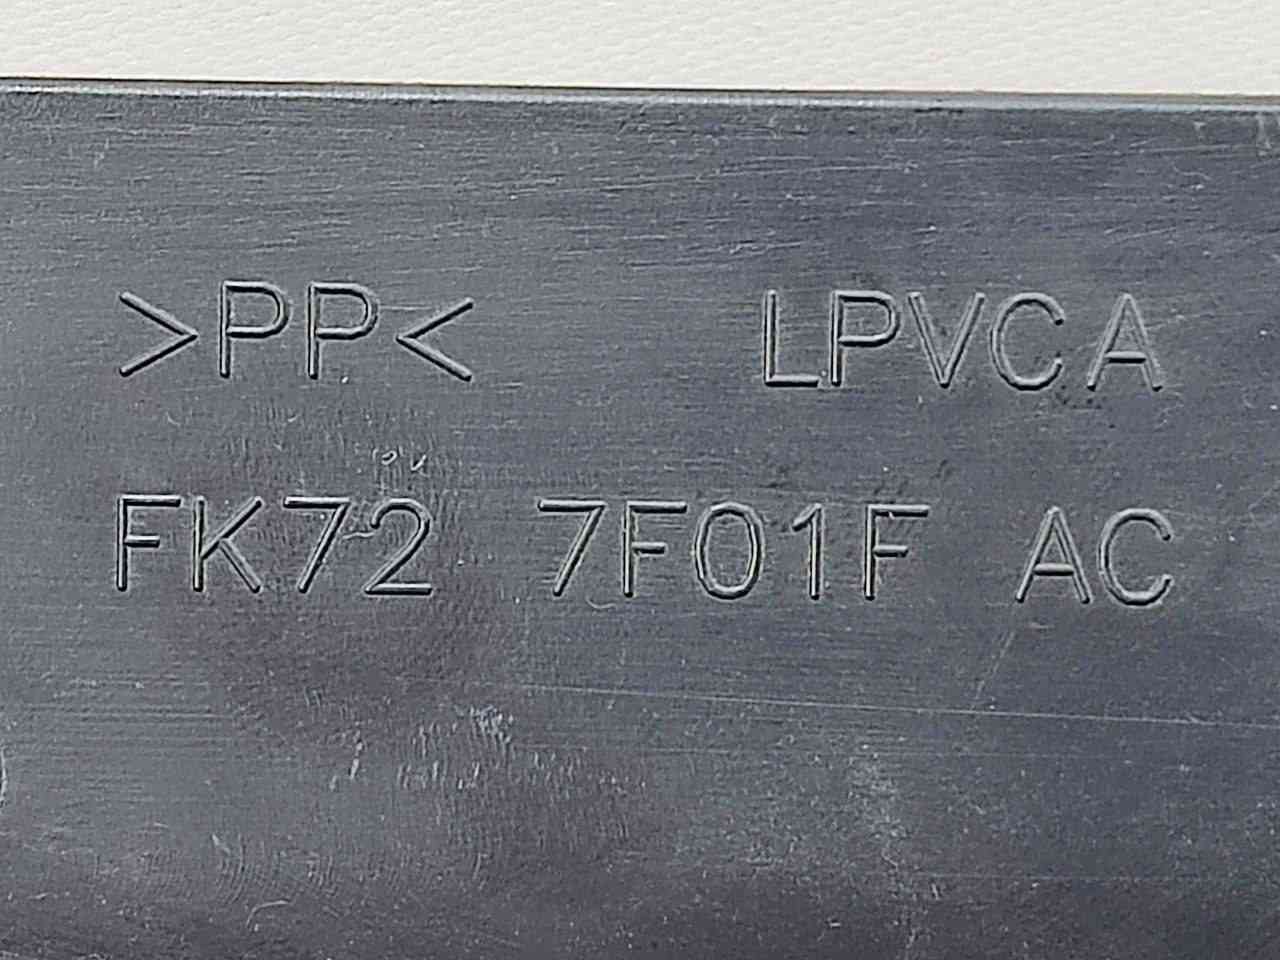 >PP< LPVCA
FK72 7F01F AC